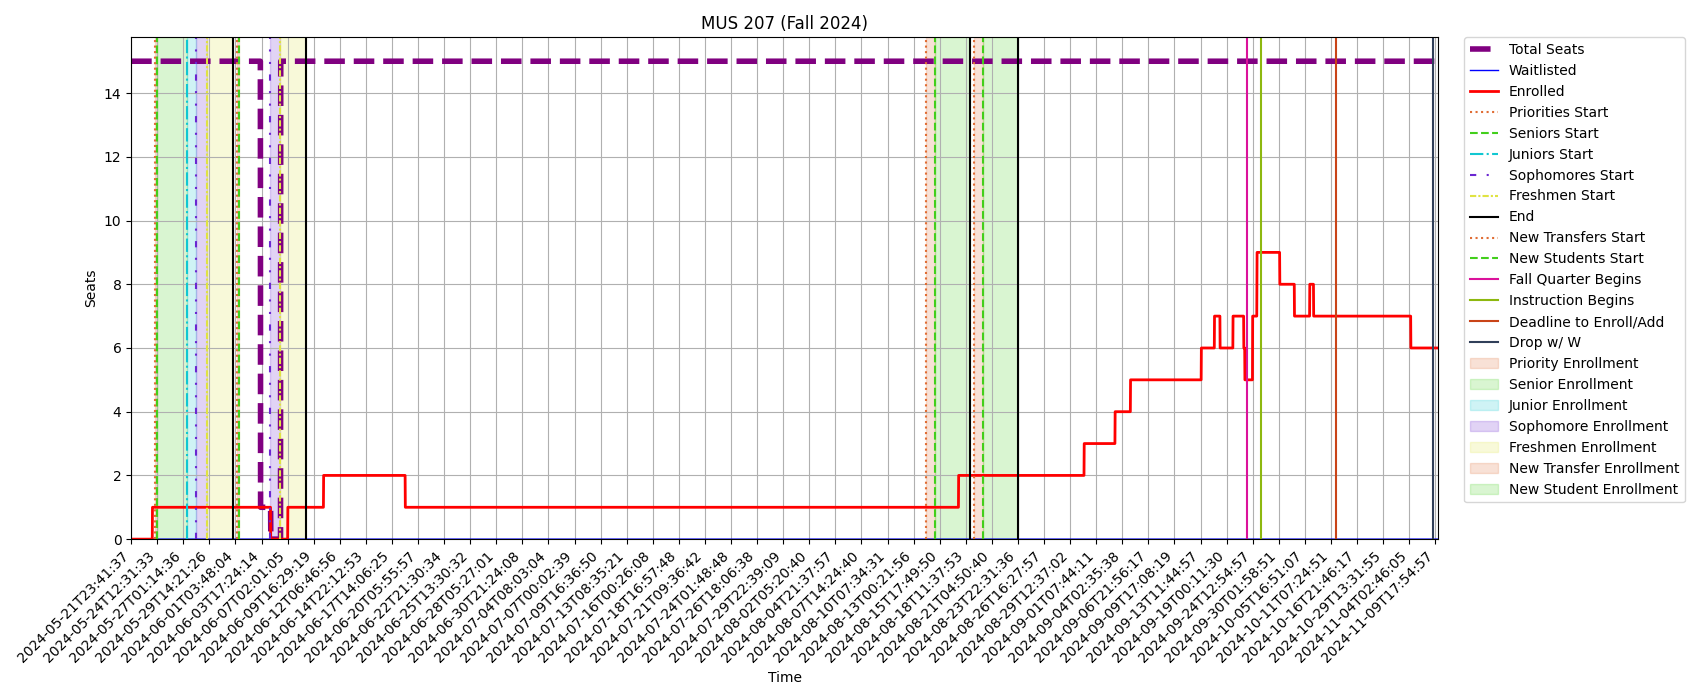 MUS 207 (Fall 2024)
Seats
14
12
10
8
6
4
2
0
2024-05-21T23:41:37
2024-05-24T12:31:33
2024-05-27T01:14:36
2024-05-29T14:21:26
2024-06-01T03:48:04
2024-06-03T17:24:14
2024-06-07T02:01:05
2024-06-09T16:29:19
2024-06-12T06:46:56
2024-06-14T22:12:53
2024-06-17T14:06:25
2024-06-20T05:55:57
2024-06-22T21:30:34
2024-06-25T13:30:32
2024-06-28T05:27:01
2024-06-30T21:24:08
2024-07-04T08:03:04
2024-07-07T00:02:39
2024-07-09T16:36:50
2024-07-13T08:35:21
2024-07-16T00:26:08
2024-07-18T16:57:48
2024-07-21T09:36:42
2024-07-24T01:48:48
2024-07-26T18:06:38
2024-07-29T22:39:09
2024-08-02T05:20:40
2024-08-04T21:37:57
2024-08-07T14:24:40
2024-08-10T07:34:31
2024-08-13T00:21:56
2024-08-15T17:49:50
2024-08-18T11:37:53
2024-08-21T04:50:40
2024-08-23T22:31:36
2024-08-26T16:27:57
2024-08-29T12:37:02
2024-09-01T07:44:11
2024-09-04T02:35:38
2024-09-06T21:56:17
2024-09-09T17:08:19
2024-09-13T11:44:57
2024-09-19T00:11:30
2024-09-24T12:54:57
2024-09-30T01:58:51
2024-10-05T16:51:07
2024-10-11T07:24:51
2024-10-16T21:46:17
2024-10-29T13:31:55
2024-11-04T02:46:05
2024-11-09T17:54:57
Time
Total Seats
Waitlisted
Enrolled
Priorities Start
Seniors Start
Juniors Start
Sophomores Start
Freshmen Start
End
New Transfers Start
New Students Start
Fall Quarter Begins
Instruction Begins
Deadline to Enroll/Add
Drop w/ W
Priority Enrollment
Senior Enrollment
Junior Enrollment
Sophomore Enrollment
Freshmen Enrollment
New Transfer Enrollment
New Student Enrollment